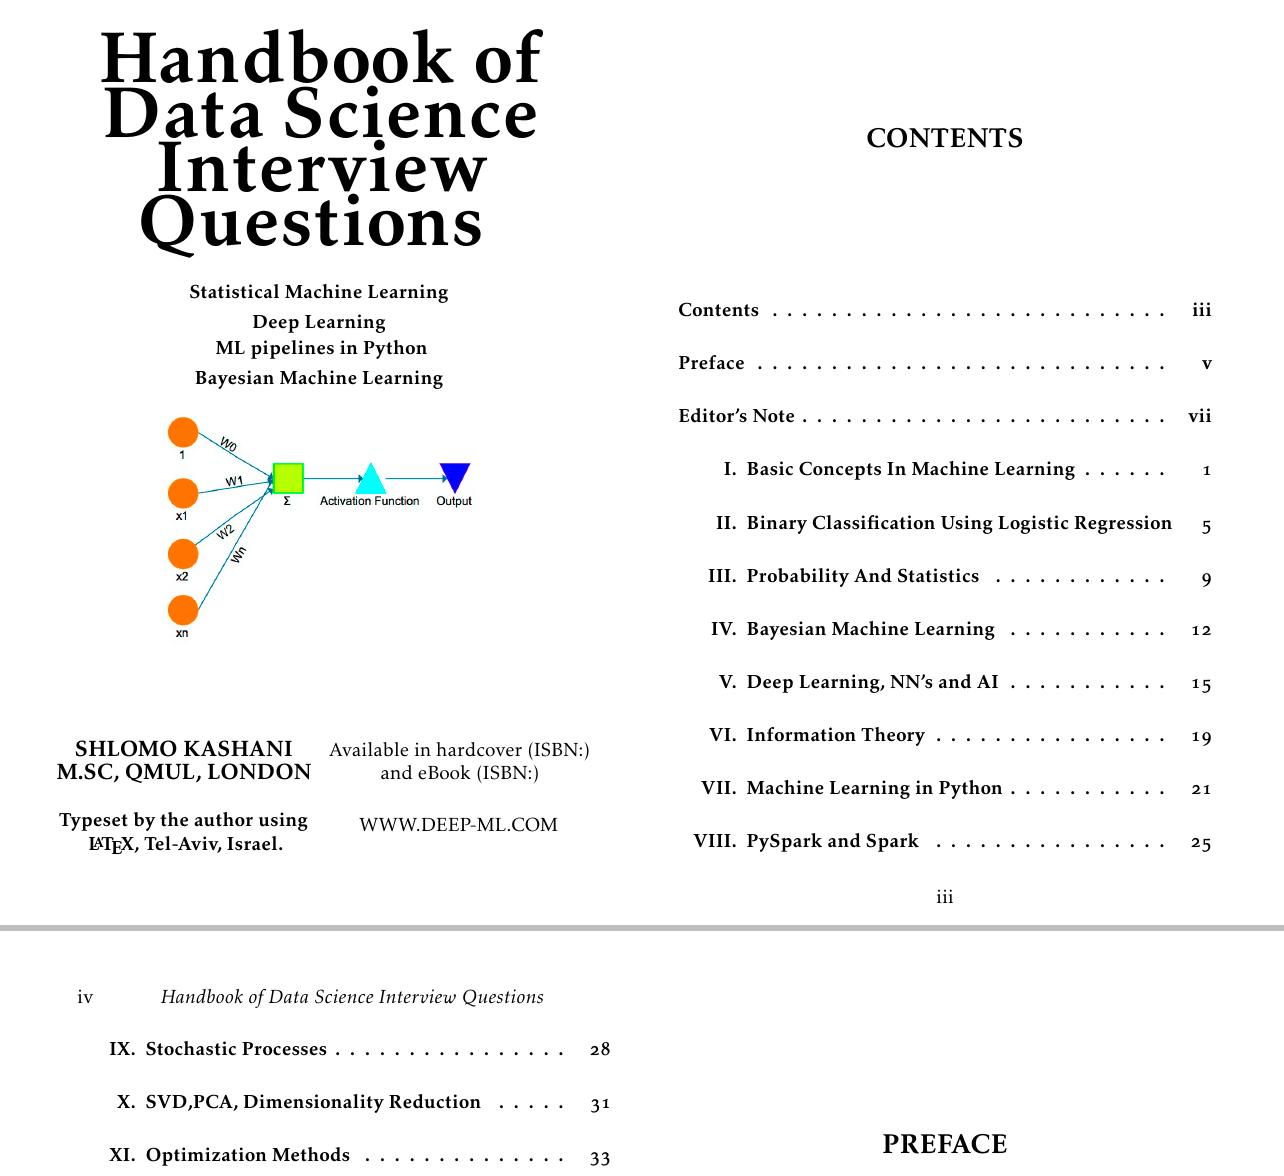 Handbook of
Data Science
Interview
Questions
Statistical Machine Learning
Deep Learning
ML pipelines in Python
Bayesian Machine Learning
1
W0
x1
W1
x2
W2
xn
Wn
Σ
Activation Function
Output
SHLOMO KASHANI
M.SC, QMUL, LONDON
Typeset by the author using
LATEX, Tel-Aviv, Israel.
Available in hardcover (ISBN:)
and eBook (ISBN:)
WWW.DEEP-ML.COM
CONTENTS
Contents . . . . . . . . . . . . . . . . . . . . . . . . . . . iii
Preface . . . . . . . . . . . . . . . . . . . . . . . . . . . . v
Editor's Note . . . . . . . . . . . . . . . . . . . . . . . . . vii
I. Basic Concepts In Machine Learning . . . . . . 1
II. Binary Classification Using Logistic Regression 5
III. Probability And Statistics . . . . . . . . . . . . 9
IV. Bayesian Machine Learning . . . . . . . . . . . 12
V. Deep Learning, NN's and AI . . . . . . . . . . . 15
VI. Information Theory . . . . . . . . . . . . . . . . 19
VII. Machine Learning in Python . . . . . . . . . . . 21
VIII. PySpark and Spark . . . . . . . . . . . . . . . . 25
iii
iv Handbook of Data Science Interview Questions
IX. Stochastic Processes . . . . . . . . . . . . . . . . 28
X. SVD,PCA, Dimensionality Reduction . . . . . 31
XI. Optimization Methods . . . . . . . . . . . . . . 33
PREFACE